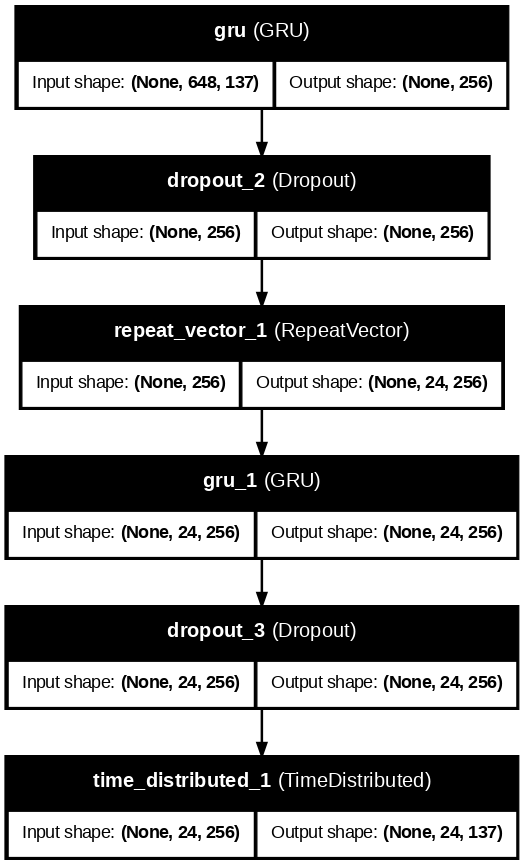 gru (GRU)
Input shape: (None, 648, 137) Output shape: (None, 256)
dropout_2 (Dropout)
Input shape: (None, 256) Output shape: (None, 256)
repeat_vector_1 (RepeatVector)
Input shape: (None, 256) Output shape: (None, 24, 256)
gru_1 (GRU)
Input shape: (None, 24, 256) Output shape: (None, 24, 256)
dropout_3 (Dropout)
Input shape: (None, 24, 256) Output shape: (None, 24, 256)
time_distributed_1 (TimeDistributed)
Input shape: (None, 24, 256) Output shape: (None, 24, 137)